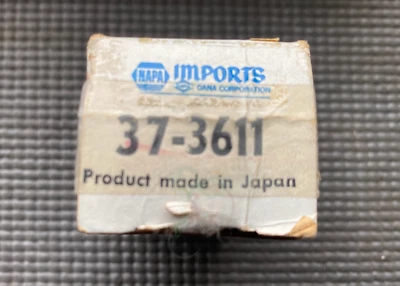 NAPA IMPORTS
DANA CORPORATION
37-3611
Product made in Japan